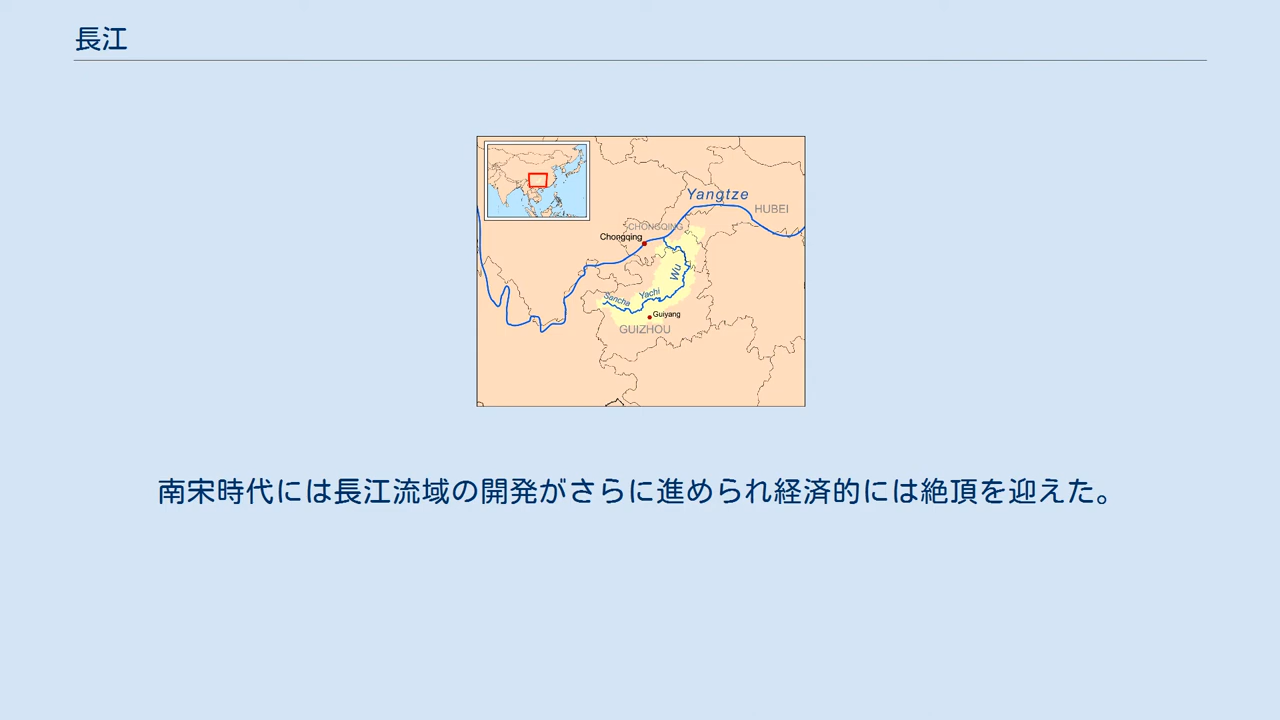 長江
Yangtze
HUBEI
CHONGQING
Chongqing
Wu
Yachi
Sancha
Guiyang
GUIZHOU
南宋時代には長江流域の開発がさらに進められ経済的には絶頂を迎えた。